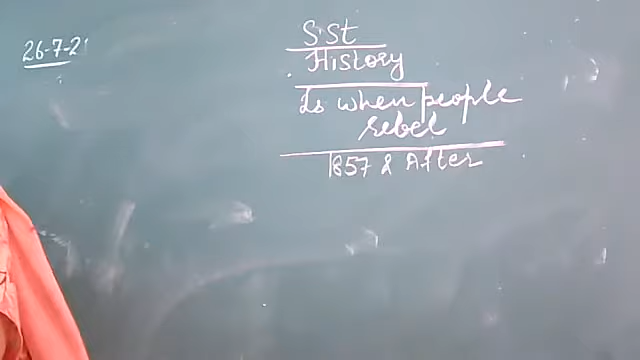 26-7-21
S.St
History
Ls when people
rebel
1857 & After